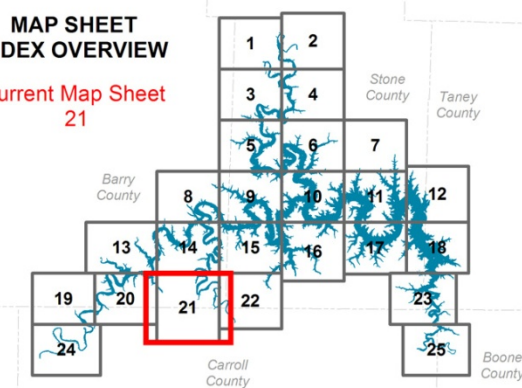 MAP SHEET
NDEX OVERVIEW
urrent Map Sheet
21
1
2
Stone
County
3
4
Taney
County
5
6
7
Barry
County
8
9
10
11
12
13
14
15
16
17
18
19
20
21
22
23
24
25
Carroll
County
Boone
County